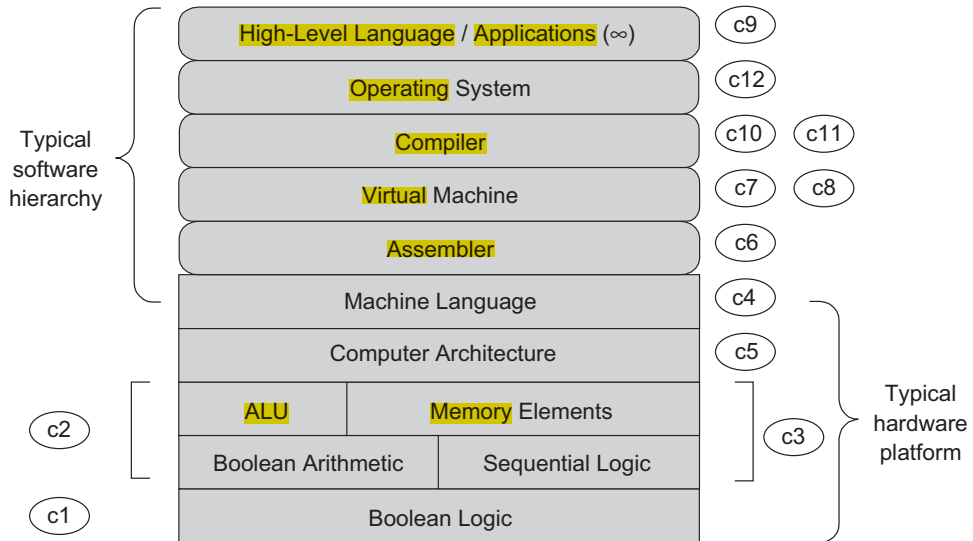 High-Level Language / Applications (∞)
c9
Operating System
c12
Typical
software
hierarchy
Compiler
c10
c11
Virtual Machine
c7
c8
Assembler
c6
Machine Language
c4
Computer Architecture
c5
c2
ALU
Memory Elements
c3
Typical
hardware
platform
Boolean Arithmetic
Sequential Logic
c1
Boolean Logic